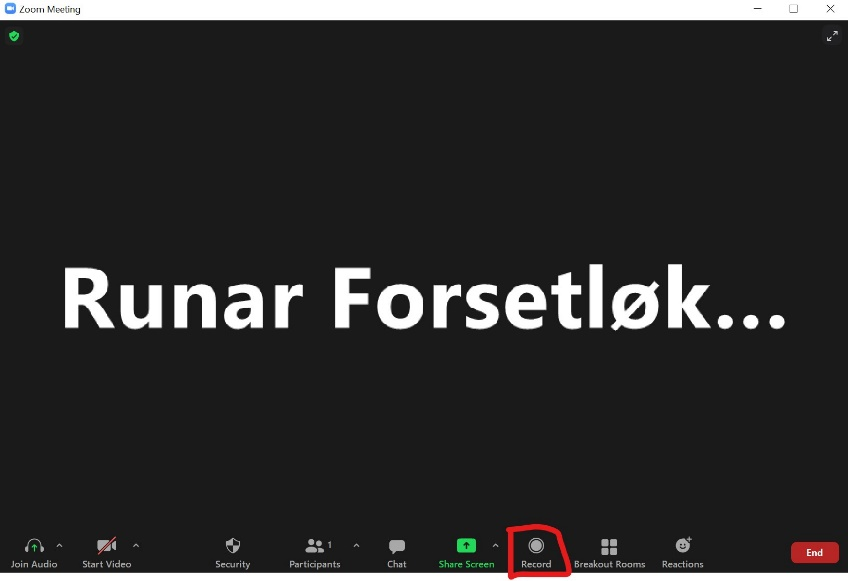 Zoom Meeting
Runar Forsetløk...
1
Join Audio
Start Video
Security
Participants
Chat
Share Screen
Record
Breakout Rooms
Reactions
End